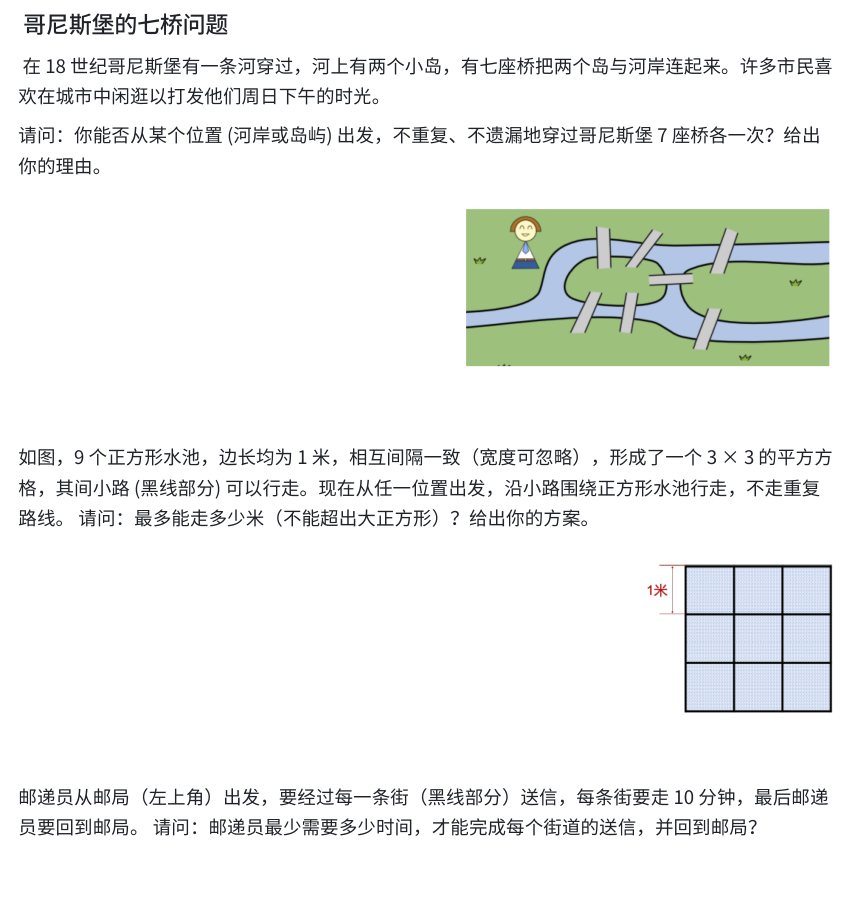 哥尼斯堡的七桥问题
在 18 世纪哥尼斯堡有一条河穿过，河上有两个小岛，有七座桥把两个岛与河岸连起来。许多市民喜
欢在城市中闲逛以打发他们周日下午的时光。
请问：你能否从某个位置 (河岸或岛屿) 出发，不重复、不遗漏地穿过哥尼斯堡 7 座桥各一次？给出
你的理由。
如图，9 个正方形水池，边长均为 1 米，相互间隔一致（宽度可忽略），形成了一个 3 × 3 的平方方
格，其间小路 (黑线部分) 可以行走。现在从任一位置出发，沿小路围绕正方形水池行走，不走重复
路线。 请问：最多能走多少米（不能超出大正方形）？给出你的方案。
1米
邮递员从邮局（左上角）出发，要经过每一条街（黑线部分）送信，每条街要走 10 分钟，最后邮递
员要回到邮局。 请问：邮递员最少需要多少时间，才能完成每个街道的送信，并回到邮局？